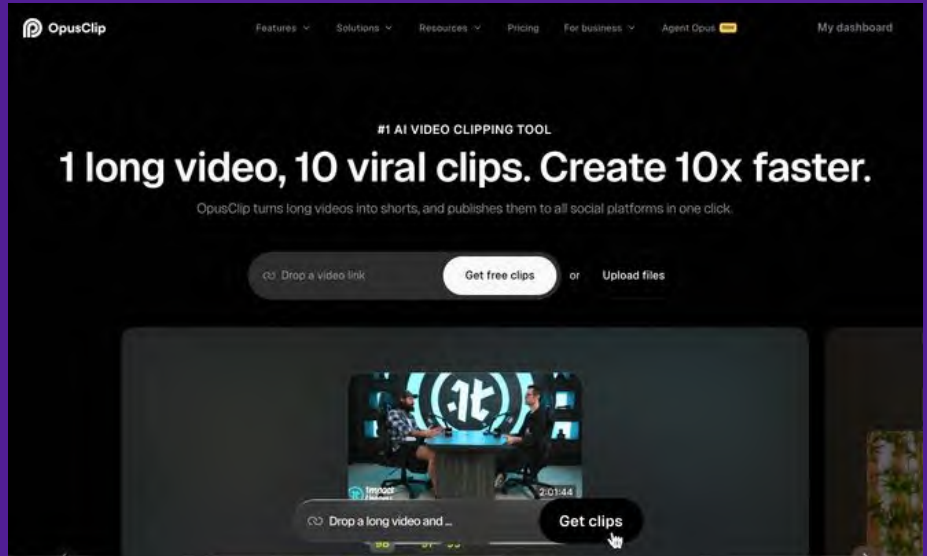 OpusClip
Features
Solutions
Resources
Pricing
For business
Agent Opus
My dashboard
#1 AI VIDEO CLIPPING TOOL
1 long video, 10 viral clips. Create 10x faster.
OpusClip turns long videos into shorts, and publishes them to all social platforms in one click.
Drop a video link
Get free clips
or
Upload files
2:01:44
Drop a long video and ...
Get clips